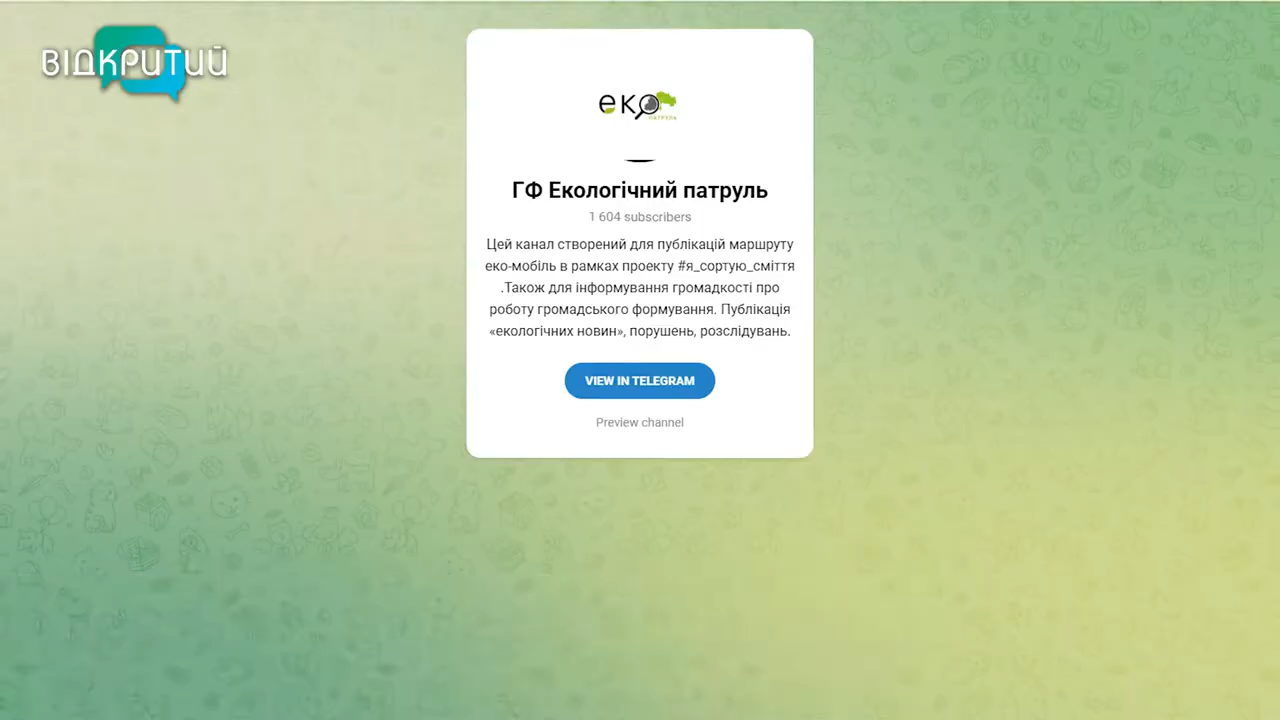 ВІДКРИТИЙ
еко
ПАТРУЛЬ
ГФ Екологічний патруль
1 604 subscribers
Цей канал створений для публікацій маршруту
еко-мобіль в рамках проекту #я_сортую_сміття
.Також для інформування громадкості про
роботу громадського формування. Публікація
«екологічних новин», порушень, розслідувань.
VIEW IN TELEGRAM
Preview channel